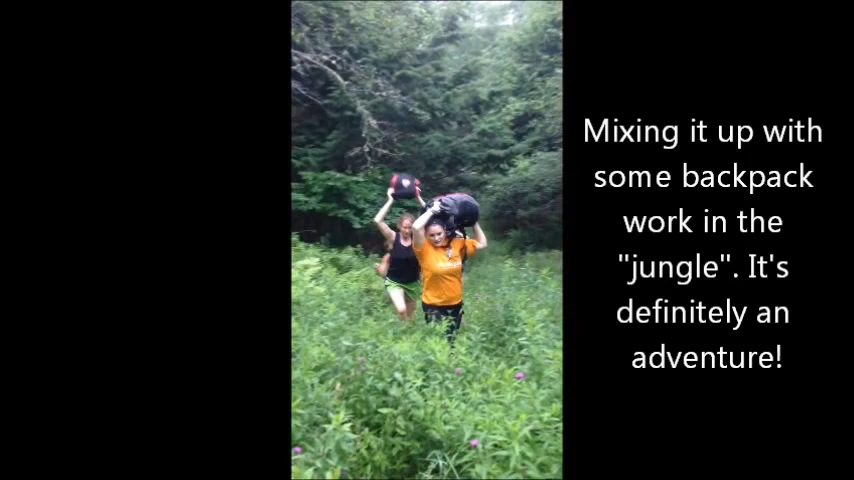 Mixing it up with
some backpack
work in the
"jungle". It's
definitely an
adventure!